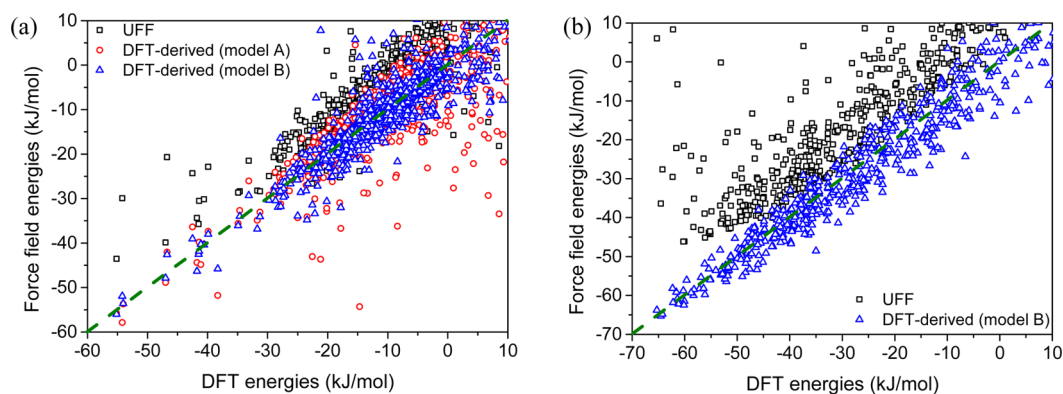 (a)
UFF
DFT-derived (model A)
DFT-derived (model B)
Force field energies (kJ/mol)
10
0
-10
-20
-30
-40
-50
-60
-60 -50 -40 -30 -20 -10 0 10
DFT energies (kJ/mol)
(b)
Force field energies (kJ/mol)
10
0
-10
-20
-30
-40
-50
-60
-70
UFF
DFT-derived (model B)
-70 -60 -50 -40 -30 -20 -10 0 10
DFT energies (kJ/mol)